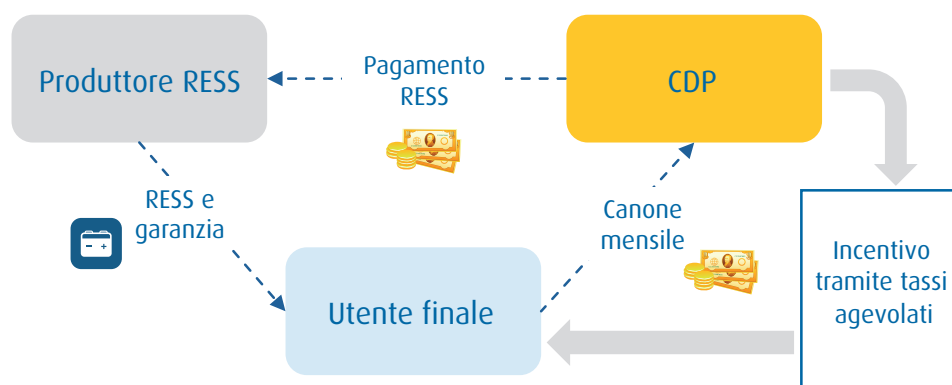 Produttore RESS
Pagamento
RESS
CDP
RESS e
garanzia
Canone
mensile
Incentivo
tramite tassi
agevolati
Utente finale